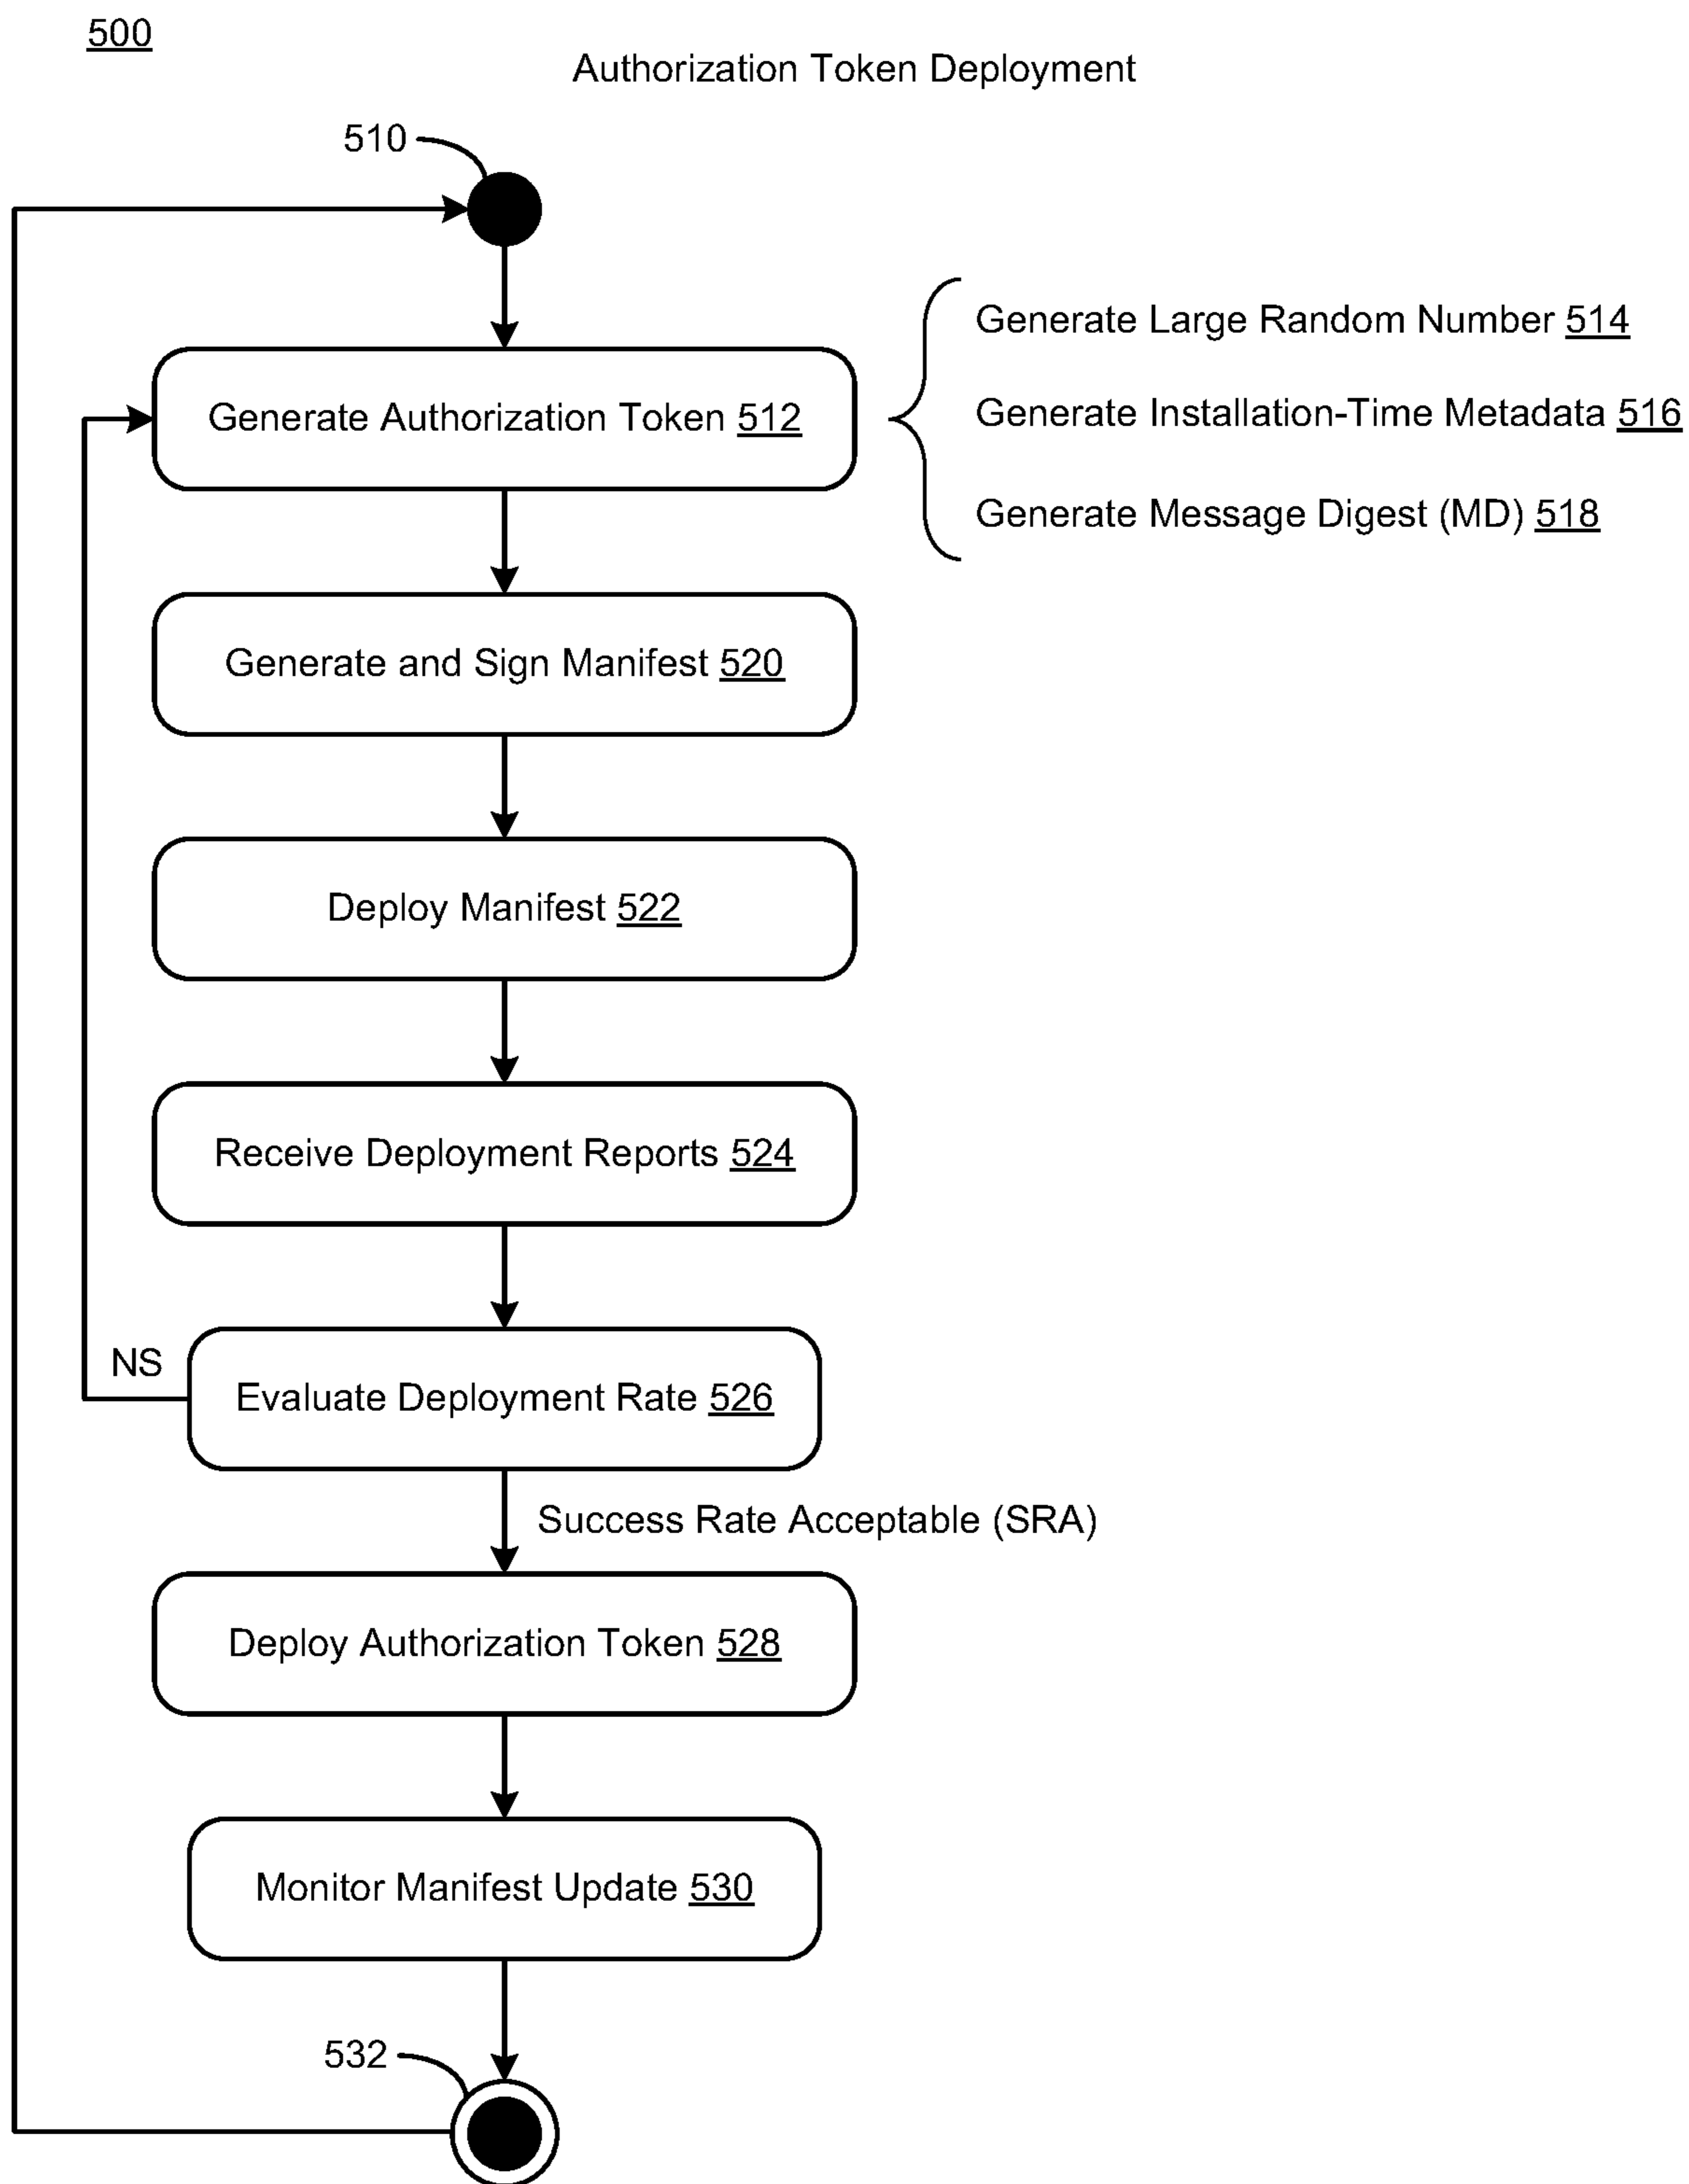 500
Authorization Token Deployment
510
Generate Large Random Number 514
Generate Authorization Token 512
Generate Installation-Time Metadata 516
Generate Message Digest (MD) 518
Generate and Sign Manifest 520
Deploy Manifest 522
Receive Deployment Reports 524
NS
Evaluate Deployment Rate 526
Success Rate Acceptable (SRA)
Deploy Authorization Token 528
Monitor Manifest Update 530
532